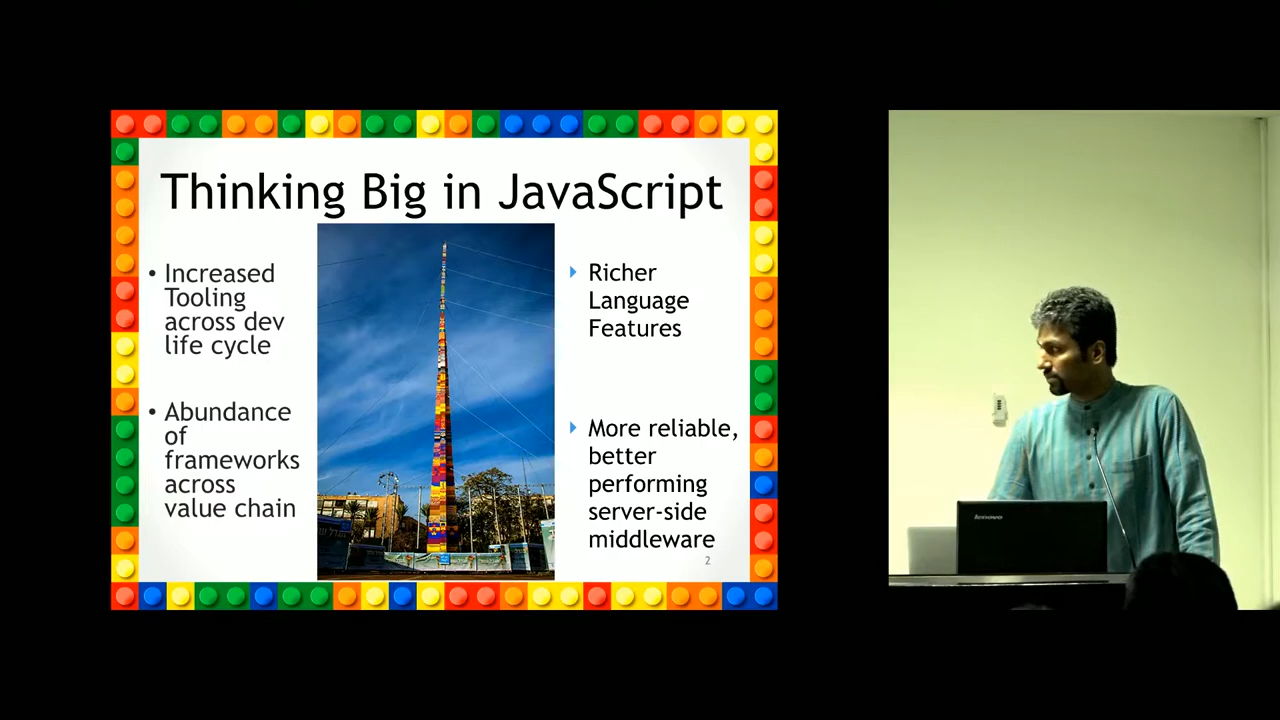 Thinking Big in JavaScript
• Increased
Tooling
across dev
life cycle
• Abundance
of
frameworks
across
value chain
Richer
Language
Features
More reliable,
better
performing
server-side
middleware
2
lenovo